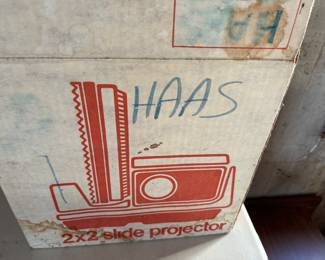 HAAS
2x2 slide projector